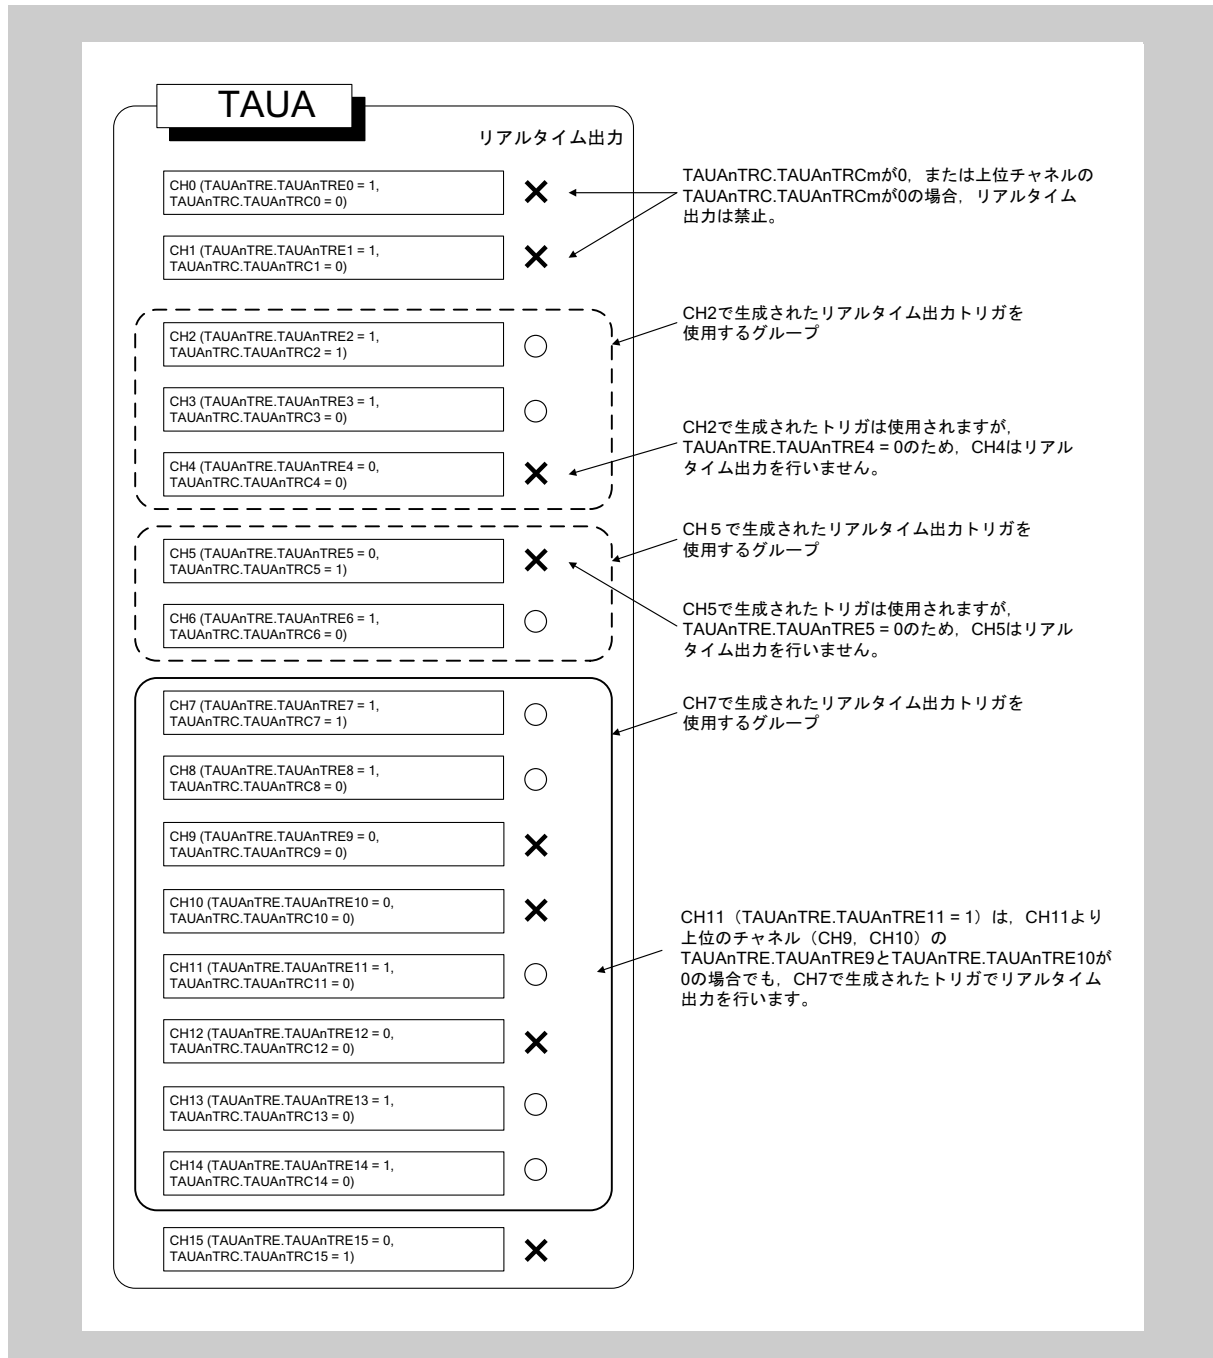 TAUA
リアルタイム出力
CH0 (TAUAnTRE.TAUAnTRE0 = 1,
TAUAnTRC.TAUAnTRC0 = 0)
TAUAnTRC.TAUAnTRCmが0，または上位チャネルの
TAUAnTRC.TAUAnTRCmが0の場合，リアルタイム
出力は禁止。
CH1 (TAUAnTRE.TAUAnTRE1 = 1,
TAUAnTRC.TAUAnTRC1 = 0)
CH2で生成されたリアルタイム出力トリガを
使用するグループ
CH2 (TAUAnTRE.TAUAnTRE2 = 1,
TAUAnTRC.TAUAnTRC2 = 1)
CH3 (TAUAnTRE.TAUAnTRE3 = 1,
TAUAnTRC.TAUAnTRC3 = 0)
CH2で生成されたトリガは使用されますが，
TAUAnTRE.TAUAnTRE4 = 0のため，CH4はリアル
タイム出力を行いません。
CH4 (TAUAnTRE.TAUAnTRE4 = 0,
TAUAnTRC.TAUAnTRC4 = 0)
CH５で生成されたリアルタイム出力トリガを
使用するグループ
CH5 (TAUAnTRE.TAUAnTRE5 = 0,
TAUAnTRC.TAUAnTRC5 = 1)
CH5で生成されたトリガは使用されますが，
TAUAnTRE.TAUAnTRE5 = 0のため，CH5はリアル
タイム出力を行いません。
CH6 (TAUAnTRE.TAUAnTRE6 = 1,
TAUAnTRC.TAUAnTRC6 = 0)
CH7で生成されたリアルタイム出力トリガを
使用するグループ
CH7 (TAUAnTRE.TAUAnTRE7 = 1,
TAUAnTRC.TAUAnTRC7 = 1)
CH8 (TAUAnTRE.TAUAnTRE8 = 1,
TAUAnTRC.TAUAnTRC8 = 0)
CH9 (TAUAnTRE.TAUAnTRE9 = 0,
TAUAnTRC.TAUAnTRC9 = 0)
CH10 (TAUAnTRE.TAUAnTRE10 = 0,
TAUAnTRC.TAUAnTRC10 = 0)
CH11（TAUAnTRE.TAUAnTRE11 = 1）は，CH11より
上位のチャネル（CH9，CH10）の
TAUAnTRE.TAUAnTRE9とTAUAnTRE.TAUAnTRE10が
0の場合でも，CH7で生成されたトリガでリアルタイム
出力を行います。
CH11 (TAUAnTRE.TAUAnTRE11 = 1,
TAUAnTRC.TAUAnTRC11 = 0)
CH12 (TAUAnTRE.TAUAnTRE12 = 0,
TAUAnTRC.TAUAnTRC12 = 0)
CH13 (TAUAnTRE.TAUAnTRE13 = 1,
TAUAnTRC.TAUAnTRC13 = 0)
CH14 (TAUAnTRE.TAUAnTRE14 = 1,
TAUAnTRC.TAUAnTRC14 = 0)
CH15 (TAUAnTRE.TAUAnTRE15 = 0,
TAUAnTRC.TAUAnTRC15 = 1)